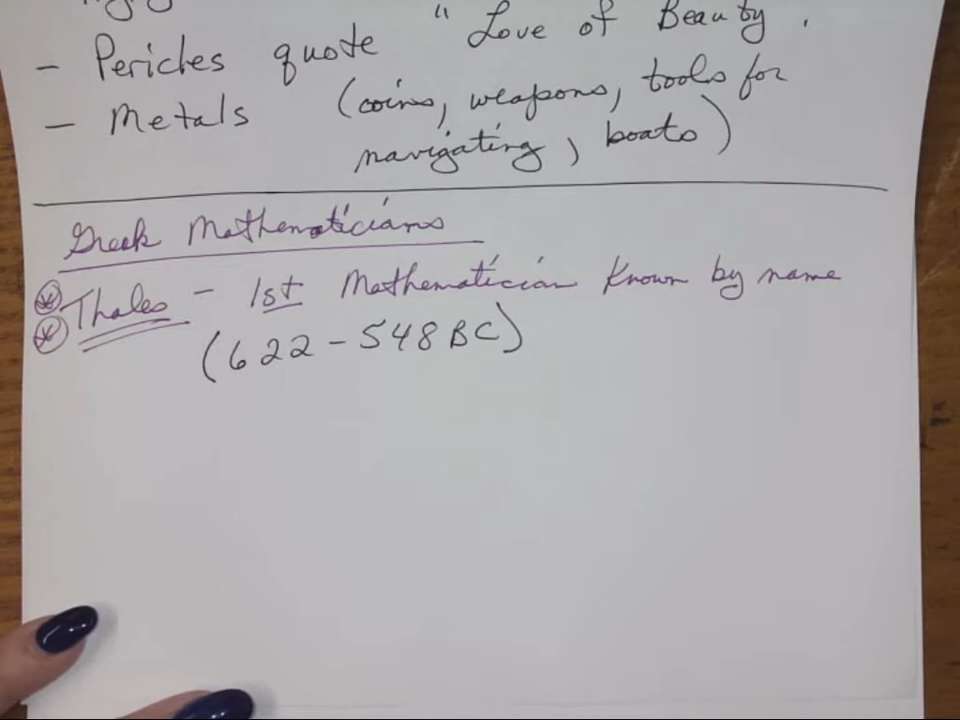 - Pericles quote " Love of Beauty .
- Metals (coins, weapons, tools for
navigating, boats)
Greek Mathematicians
Thales - 1st Mathematician Known by name
(622 - 548 BC)